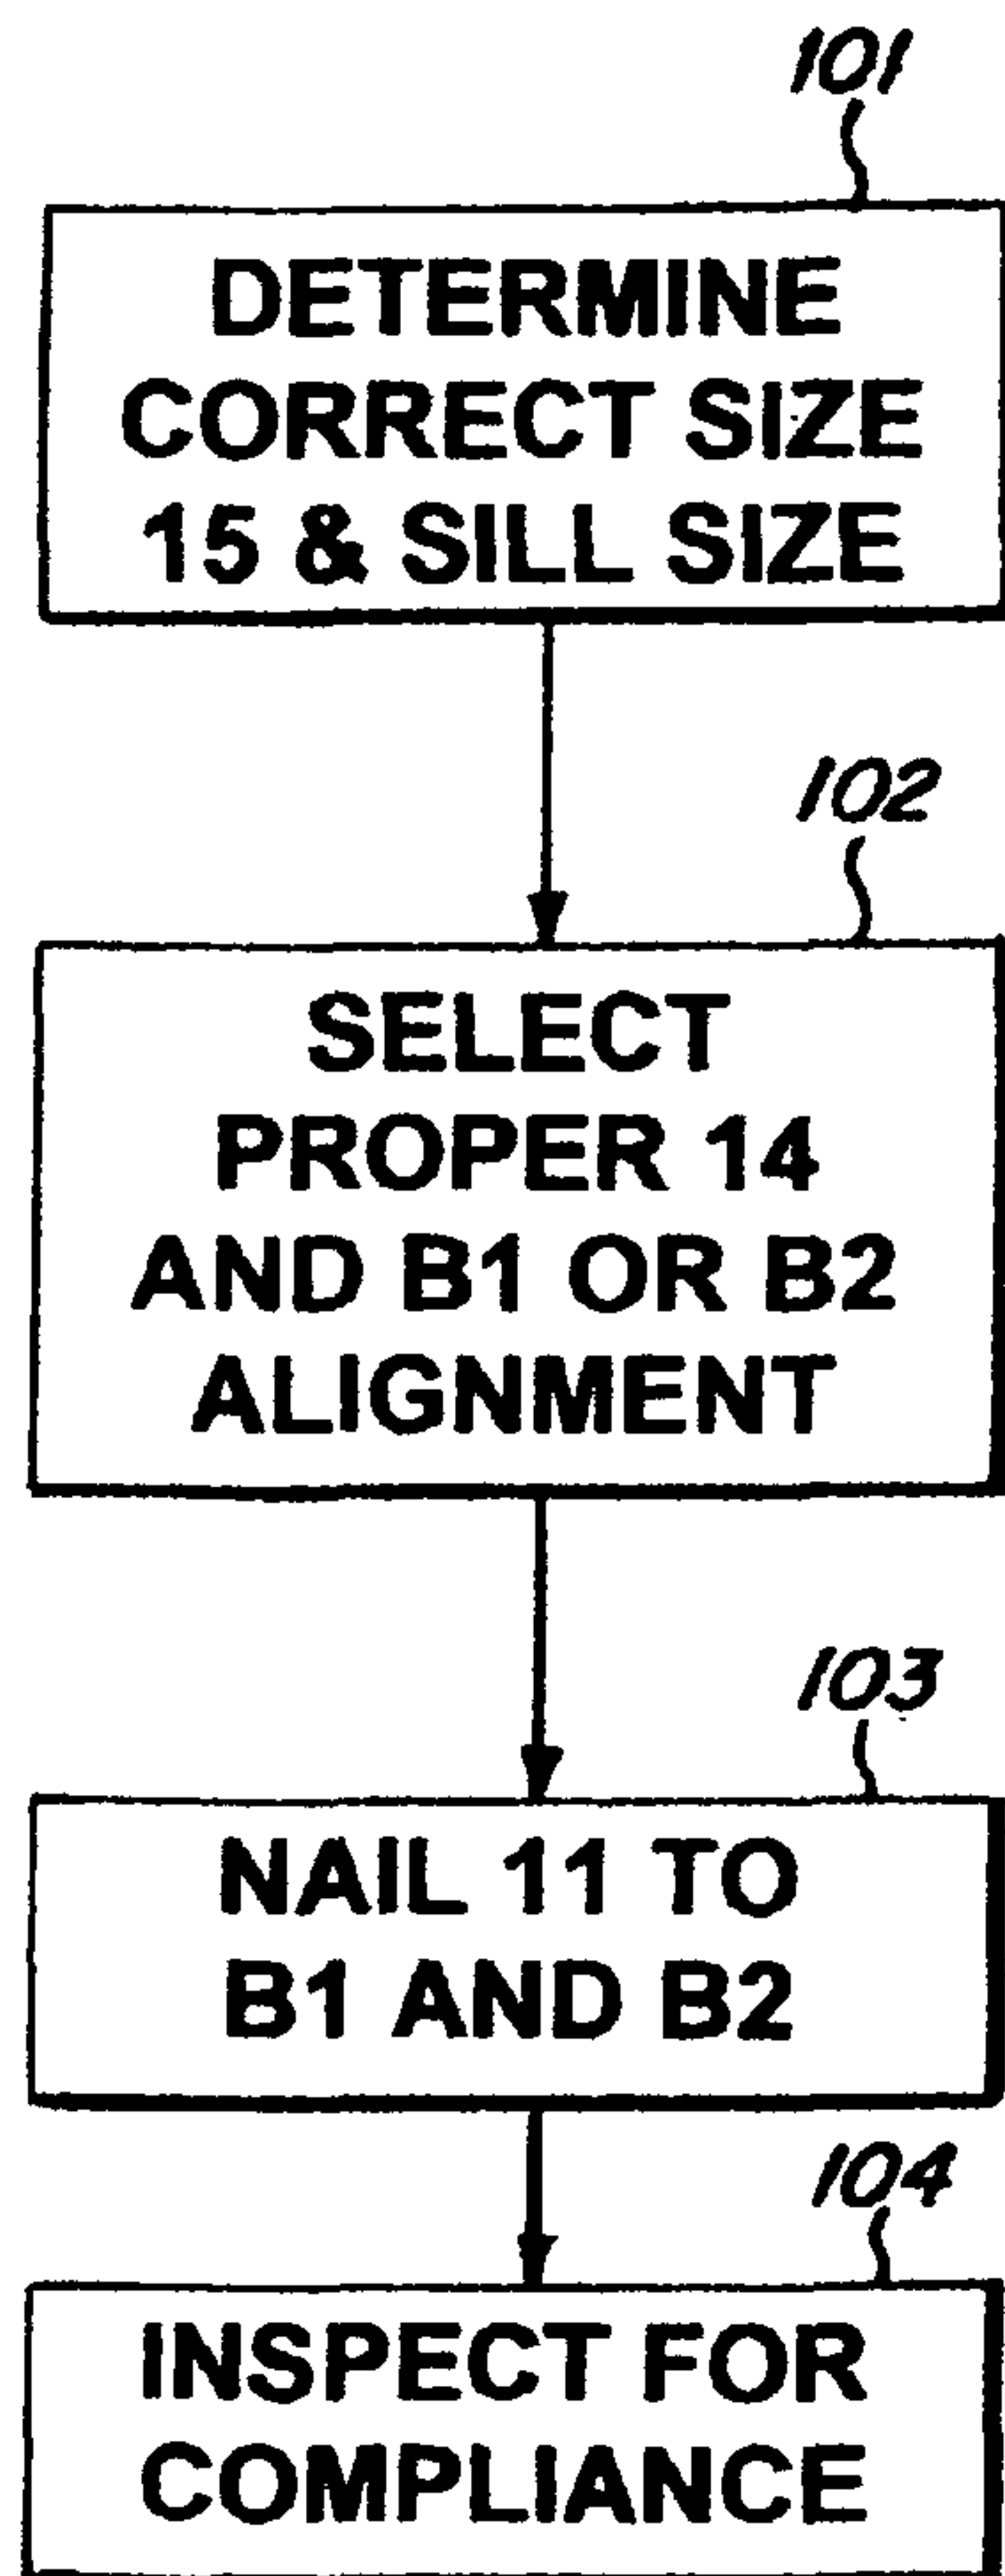 101
DETERMINE
CORRECT SIZE
15 & SILL SIZE
102
SELECT
PROPER 14
AND B1 OR B2
ALIGNMENT
103
NAIL 11 TO
B1 AND B2
104
INSPECT FOR
COMPLIANCE